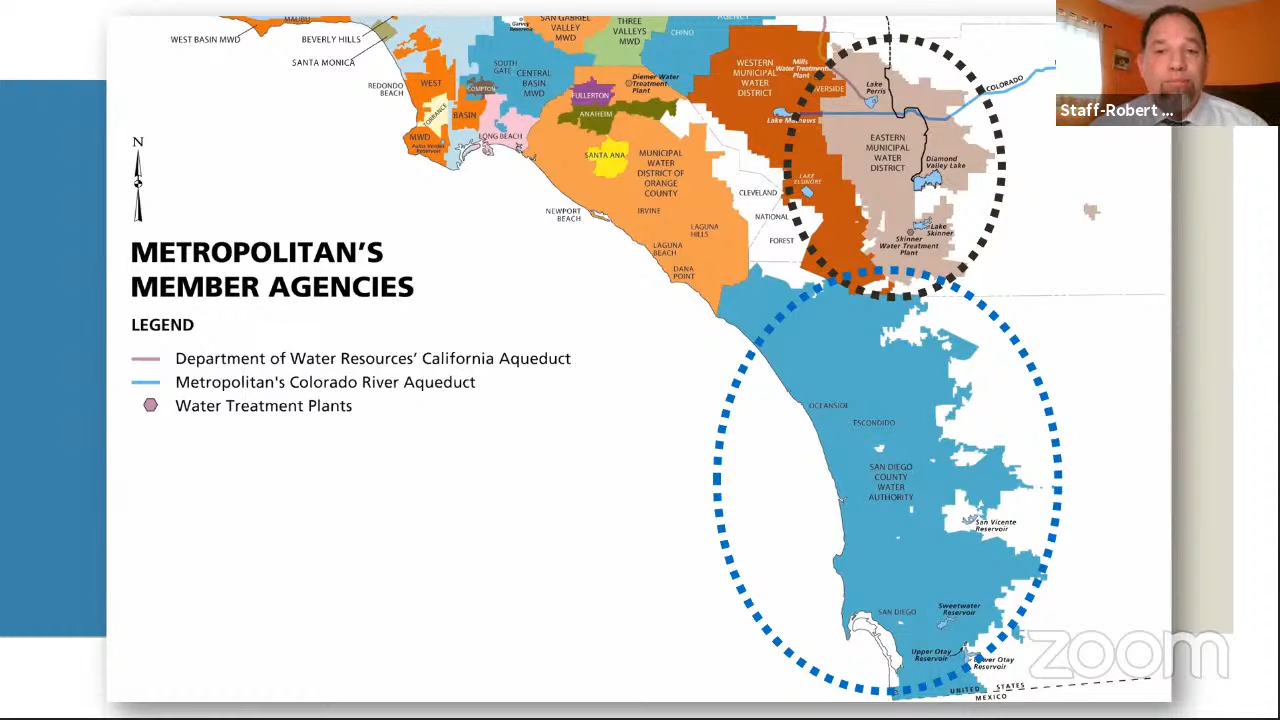 MALIBU
WEST BASIN MWD
BEVERLY HILLS
SANTA MONICA
SAN GABRIEL
VALLEY
MWD
THREE
VALLEYS
MWD
AGENCY
CHINO
REDONDO
BEACH
WEST
BASIN
MWD
TORRANCE
COMPTON
SOUTH
GATE
CENTRAL
BASIN
MWD
LONG BEACH
FULLERTON
Diemer Water
Treatment
Plant
ANAHEIM
SANTA ANA
MUNICIPAL
WATER
DISTRICT OF
ORANGE
COUNTY
IRVINE
NEWPORT
BEACH
LAGUNA
HILLS
LAGUNA
BEACH
DANA
POINT
WESTERN
MUNICIPAL
WATER
DISTRICT
Mills
Water Treatment
Plant
VERSIDE
Lake Mathews
Lake
Perris
EASTERN
MUNICIPAL
WATER
DISTRICT
Diamond
Valley Lake
LAKE
ELSINORE
CLEVELAND
NATIONAL
FOREST
Lake
Skinner
Skinner
Water Treatment
Plant
COLORADO
Staff-Robert ...
N
METROPOLITAN'S
MEMBER AGENCIES
LEGEND
Department of Water Resources' California Aqueduct
Metropolitan's Colorado River Aqueduct
Water Treatment Plants
OCEANSIDE
ESCONDIDO
SAN DIEGO
COUNTY
WATER
AUTHORITY
San Vicente
Reservoir
SAN DIEGO
Sweetwater
Reservoir
Upper Otay
Reservoir
Lower Otay
Reservoir
UNITED STATES
MEXICO
zoom